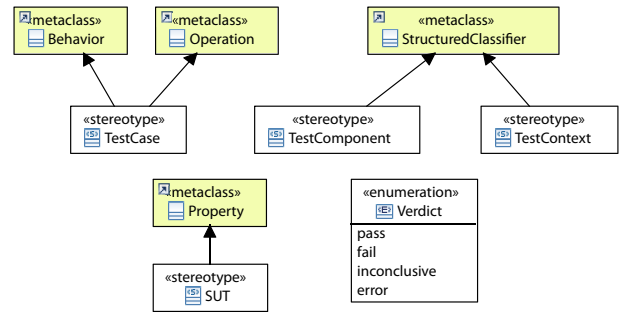 «metaclass»
Behavior
«metaclass»
Operation
«metaclass»
StructuredClassifier
«stereotype»
TestCase
«stereotype»
TestComponent
«stereotype»
TestContext
«metaclass»
Property
«stereotype»
SUT
«enumeration»
Verdict
pass
fail
inconclusive
error